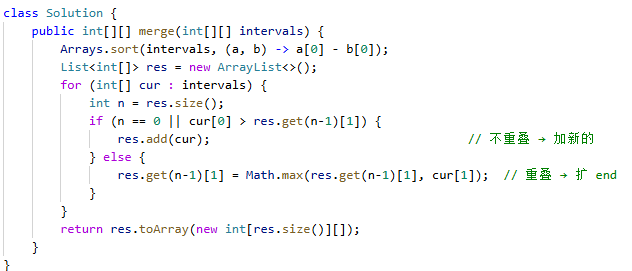 class Solution {
    public int[][] merge(int[][] intervals) {
        Arrays.sort(intervals, (a, b) -> a[0] - b[0]);
        List<int[]> res = new ArrayList<>();
        for (int[] cur : intervals) {
            int n = res.size();
            if (n == 0 || cur[0] > res.get(n-1)[1]) {
                res.add(cur);                                  // 不重叠 → 加新的
            } else {
                res.get(n-1)[1] = Math.max(res.get(n-1)[1], cur[1]);  // 重叠 → 扩 end
            }
        }
        return res.toArray(new int[res.size()][]);
    }
}